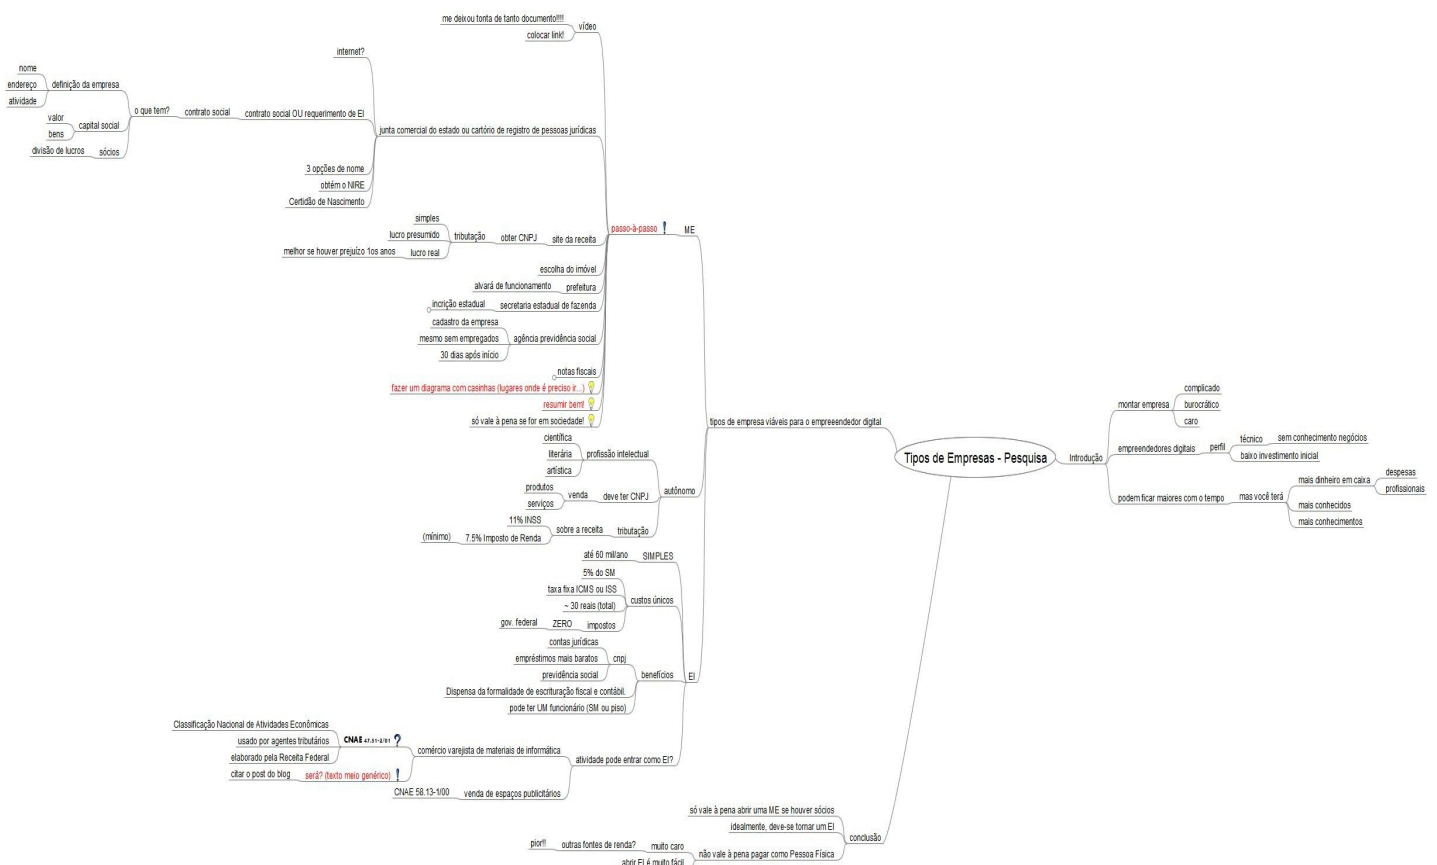 Tipos de Empresas - Pesquisa
Introdução
montar empresa
complicado
burocrático
caro
empreendedores digitais
perfil
técnico
sem conhecimento negócios
baixo investimento inicial
podem ficar maiores com o tempo
mas você terá
mais dinheiro em caixa
despesas
profissionais
mais conhecidos
mais conhecimentos
tipos de empresa viáveis para o empreeendedor digital
ME
passo-à-passo
vídeo
me deixou tonta de tanto documento!!!!
colocar link!
junta comercial do estado ou cartório de registro de pessoas jurídicas
internet?
contrato social OU requerimento de EI
contrato social
o que tem?
definição da empresa
nome
endereço
atividade
capital social
valor
bens
sócios
divisão de lucros
3 opções de nome
obtém o NIRE
Certidão de Nascimento
site da receita
obter CNPJ
tributação
simples
lucro presumido
lucro real
melhor se houver prejuízo 1os anos
escolha do imóvel
prefeitura
alvará de funcionamento
secretaria estadual de fazenda
incrição estadual
agência previdência social
cadastro da empresa
mesmo sem empregados
30 dias após início
notas fiscais
fazer um diagrama com casinhas (lugares onde é preciso ir...)
resumir bem!
só vale à pena se for em sociedade!
autônomo
profissão intelectual
científica
literária
artística
deve ter CNPJ
venda
produtos
serviços
tributação
sobre a receita
11% INSS
7.5% Imposto de Renda
(mínimo)
EI
SIMPLES
até 60 mil/ano
custos únicos
5% do SM
taxa fixa ICMS ou ISS
~ 30 reais (total)
impostos
ZERO
gov. federal
benefícios
cnpj
contas jurídicas
empréstimos mais baratos
previdência social
Dispensa da formalidade de escrituração fiscal e contábil.
pode ter UM funcionário (SM ou piso)
atividade pode entrar como EI?
comércio varejista de materiais de informática
CNAE 47.51-2/01
Classificação Nacional de Atividades Econômicas
usado por agentes tributários
elaborado pela Receita Federal
será? (texto meio genérico)
citar o post do blog
venda de espaços publicitários
CNAE 58.13-1/00
conclusão
só vale à pena abrir uma ME se houver sócios
idealmente, deve-se tornar um EI
não vale à pena pagar como Pessoa Física
muito caro
outras fontes de renda?
pior!!
abrir EI é muito fácil